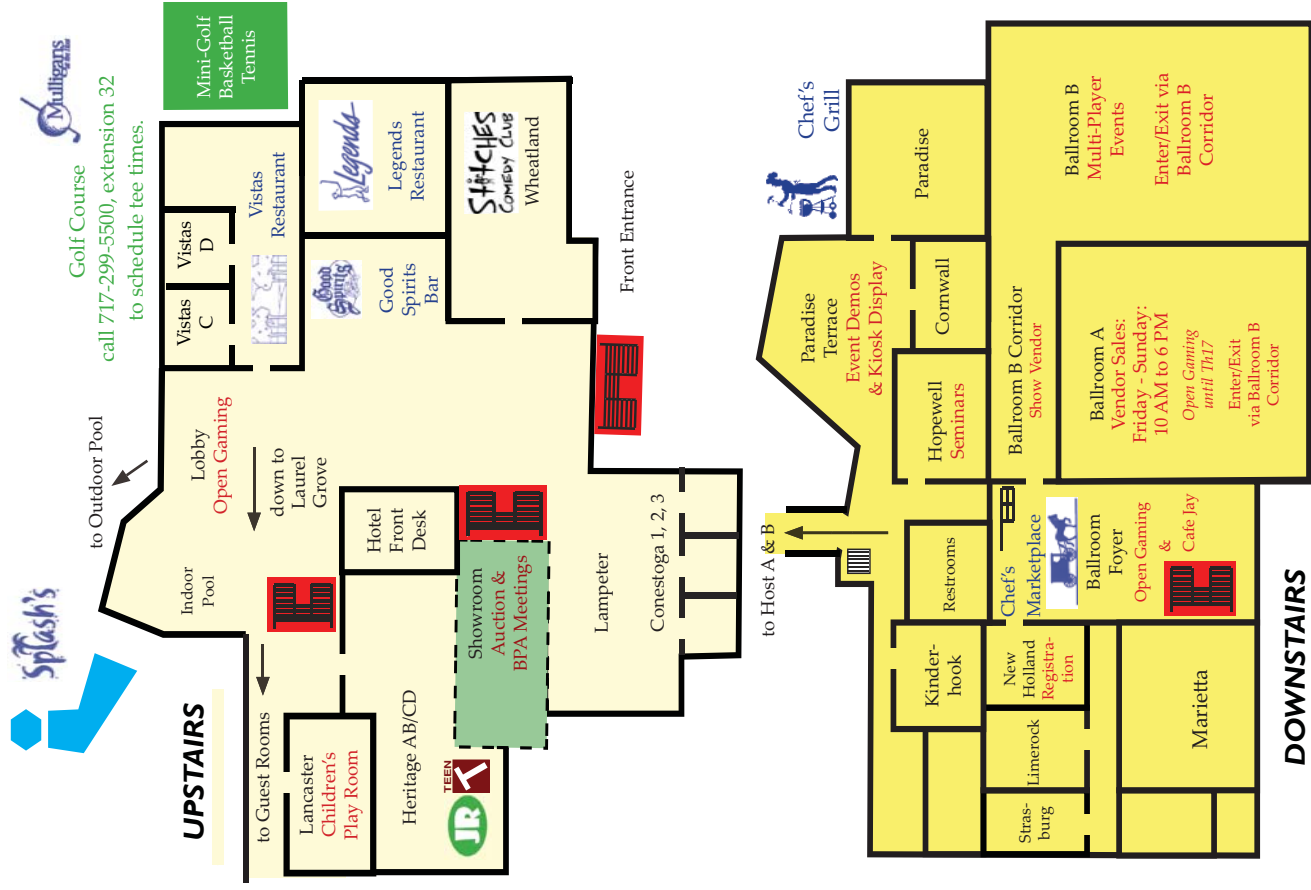 Splash's
Mulligans
Golf Course
call 717-299-5500, extension 32
to schedule tee times.
Mini-Golf
Basketball
Tennis
to Outdoor Pool
Indoor
Pool
Lobby
Open Gaming
down to
Laurel
Grove
Vistas
C
Vistas
D
Vistas
Restaurant
Good
Spirits
Good
Spirits
Bar
Legends
Legends
Restaurant
STITCHES
COMEDY CLUB
Wheatland
Front Entrance
UPSTAIRS
to Guest Rooms
Lancaster
Children's
Play Room
Heritage AB/CD
JR
TEEN
T
Hotel
Front
Desk
Showroom
Auction &
BPA Meetings
Lampeter
Conestoga 1, 2, 3
Chef's
Grill
to Host A & B
Paradise
Terrace
Event Demos
& Kiosk Display
Paradise
Kinder-
hook
Restrooms
Hopewell
Seminars
Cornwall
Stras-
burg
Limerock
New
Holland
Registra-
tion
Chef's
Marketplace
Ballroom
Foyer
Open Gaming
&
Cafe Jay
Ballroom B Corridor
Show Vendor
Ballroom A
Vendor Sales:
Friday - Sunday:
10 AM to 6 PM
Open Gaming
until Th17
Enter/Exit
via Ballroom B
Corridor
Ballroom B
Multi-Player
Events
Enter/Exit via
Ballroom B
Corridor
Marietta
DOWNSTAIRS